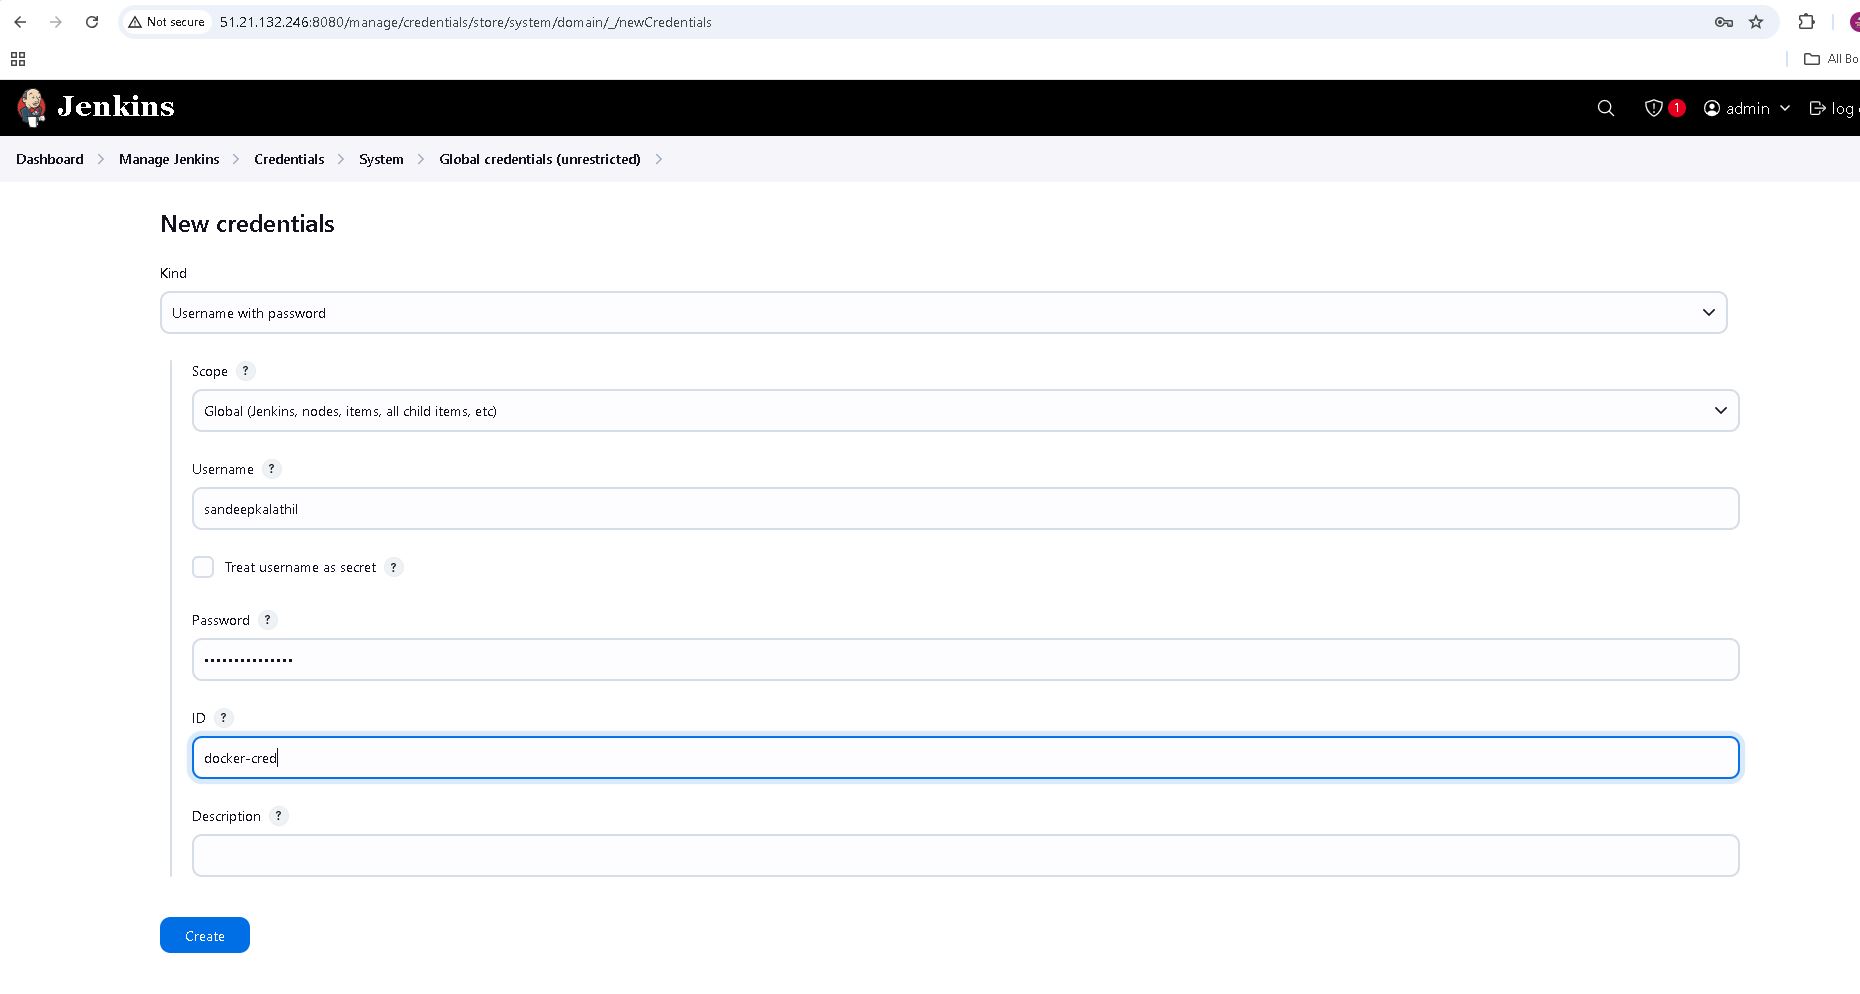 Not secure 51.21.132.246:8080/manage/credentials/store/system/domain/_/newCredentials
All Bo
Jenkins 1 admin log
Dashboard Manage Jenkins Credentials System Global credentials (unrestricted)
New credentials
Kind
Username with password
Scope ?
Global (Jenkins, nodes, items, all child items, etc)
Username ?
sandeepkalathil
Treat username as secret ?
Password ?
•••••••••••••••
ID ?
docker-cred
Description ?
Create